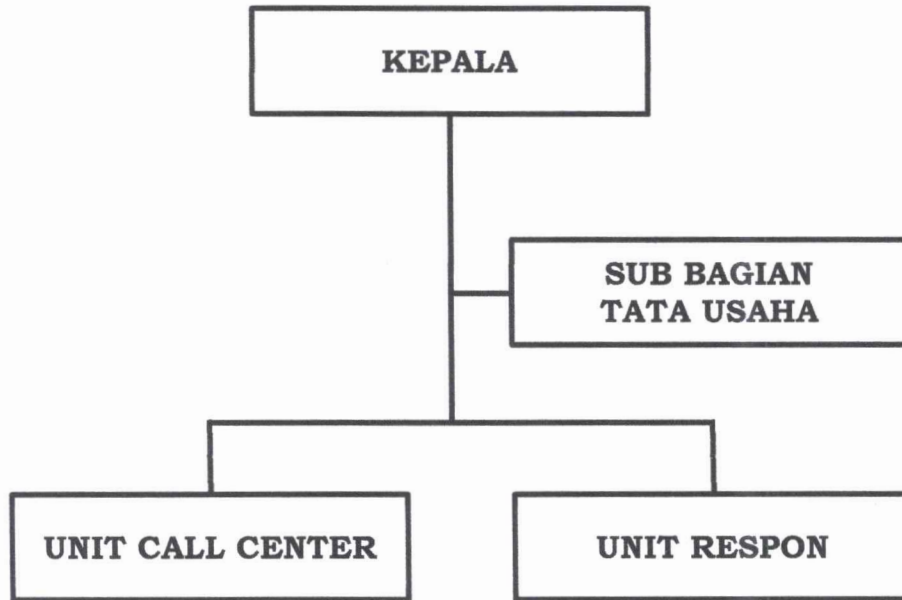 KEPALA
SUB BAGIAN
TATA USAHA
UNIT CALL CENTER
UNIT RESPON